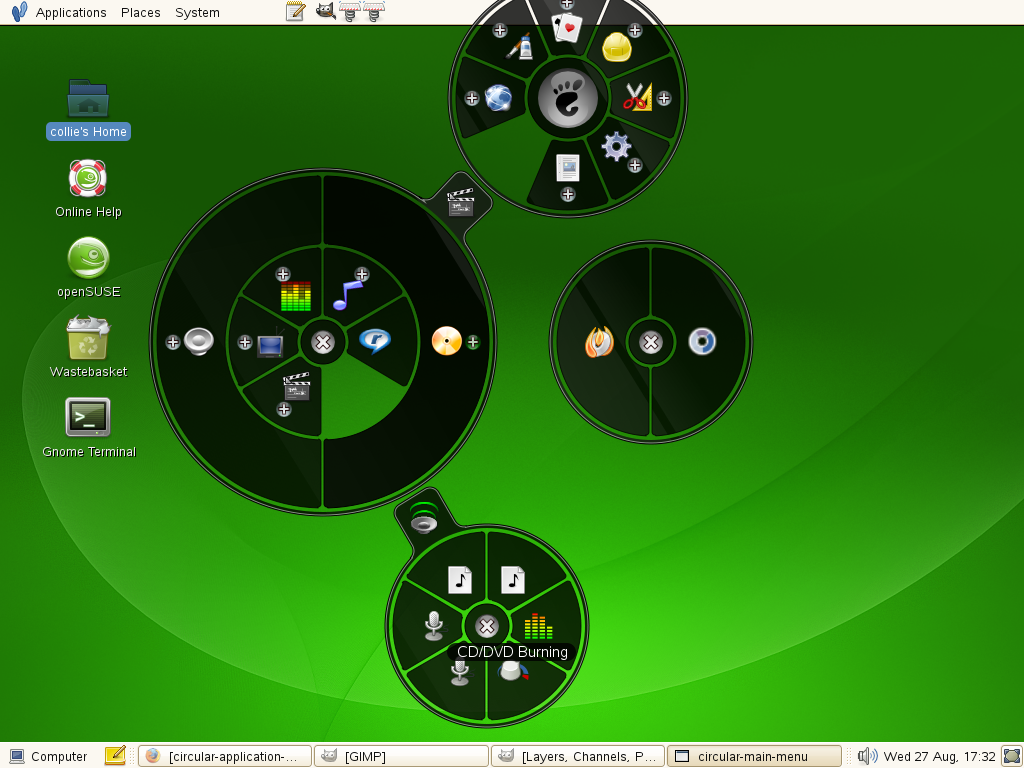 Applications Places System
collie's Home
Online Help
openSUSE
Wastebasket
>_
Gnome Terminal
CD/DVD Burning
Computer [circular-application-... [GIMP] [Layers, Channels, P... circular-main-menu Wed 27 Aug, 17:32